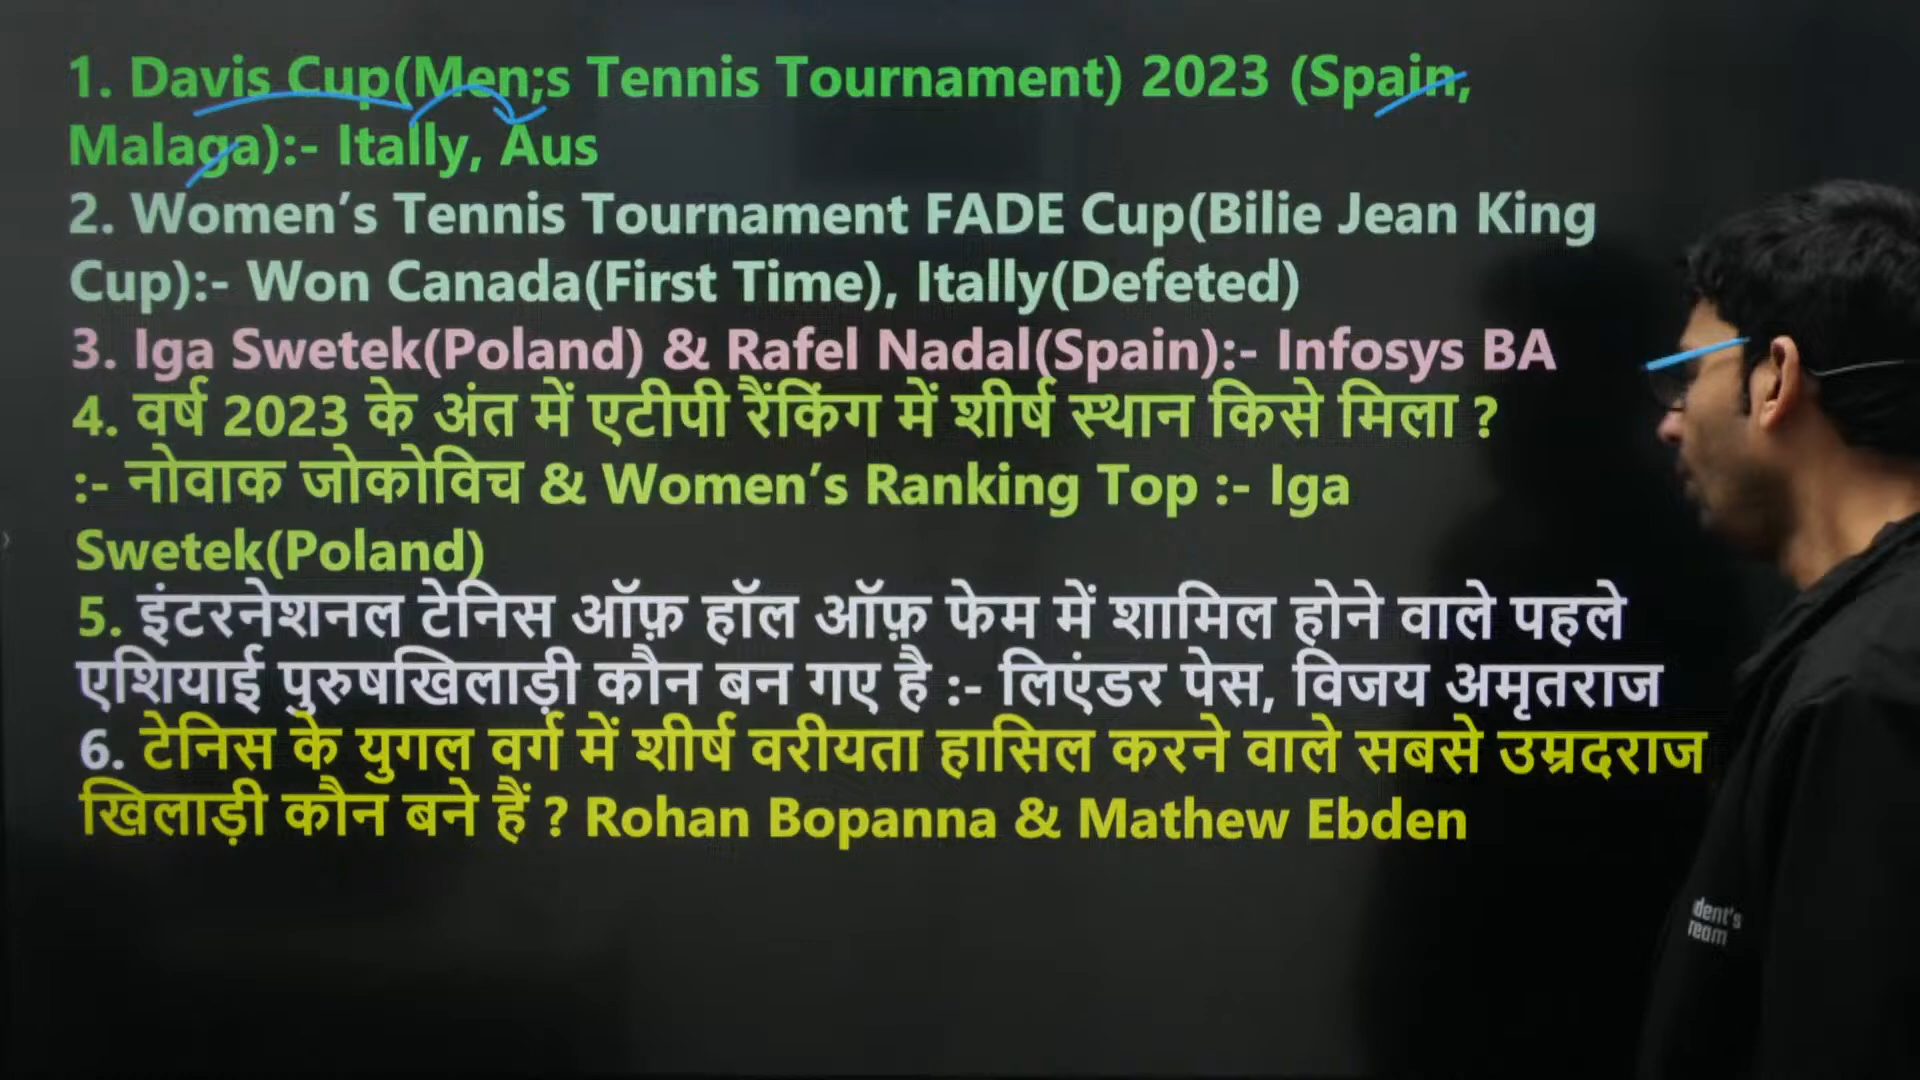 1. Davis Cup(Men;s Tennis Tournament) 2023 (Spain,
Malaga):- Itally, Aus
2. Women’s Tennis Tournament FADE Cup(Bilie Jean King
Cup):- Won Canada(First Time), Itally(Defeted)
3. Iga Swetek(Poland) & Rafel Nadal(Spain):- Infosys BA
4. वर्ष 2023 के अंत में एटीपी रैंकिंग में शीर्ष स्थान किसे मिला ?
:- नोवाक जोकोविच & Women’s Ranking Top :- Iga
Swetek(Poland)
5. इंटरनेशनल टेनिस ऑफ़ हॉल ऑफ़ फेम में शामिल होने वाले पहले
एशियाई पुरुषखिलाड़ी कौन बन गए है :- लिएंडर पेस, विजय अमृतराज
6. टेनिस के युगल वर्ग में शीर्ष वरीयता हासिल करने वाले सबसे उम्रदराज
खिलाड़ी कौन बने हैं ? Rohan Bopanna & Mathew Ebden
dent's
ream